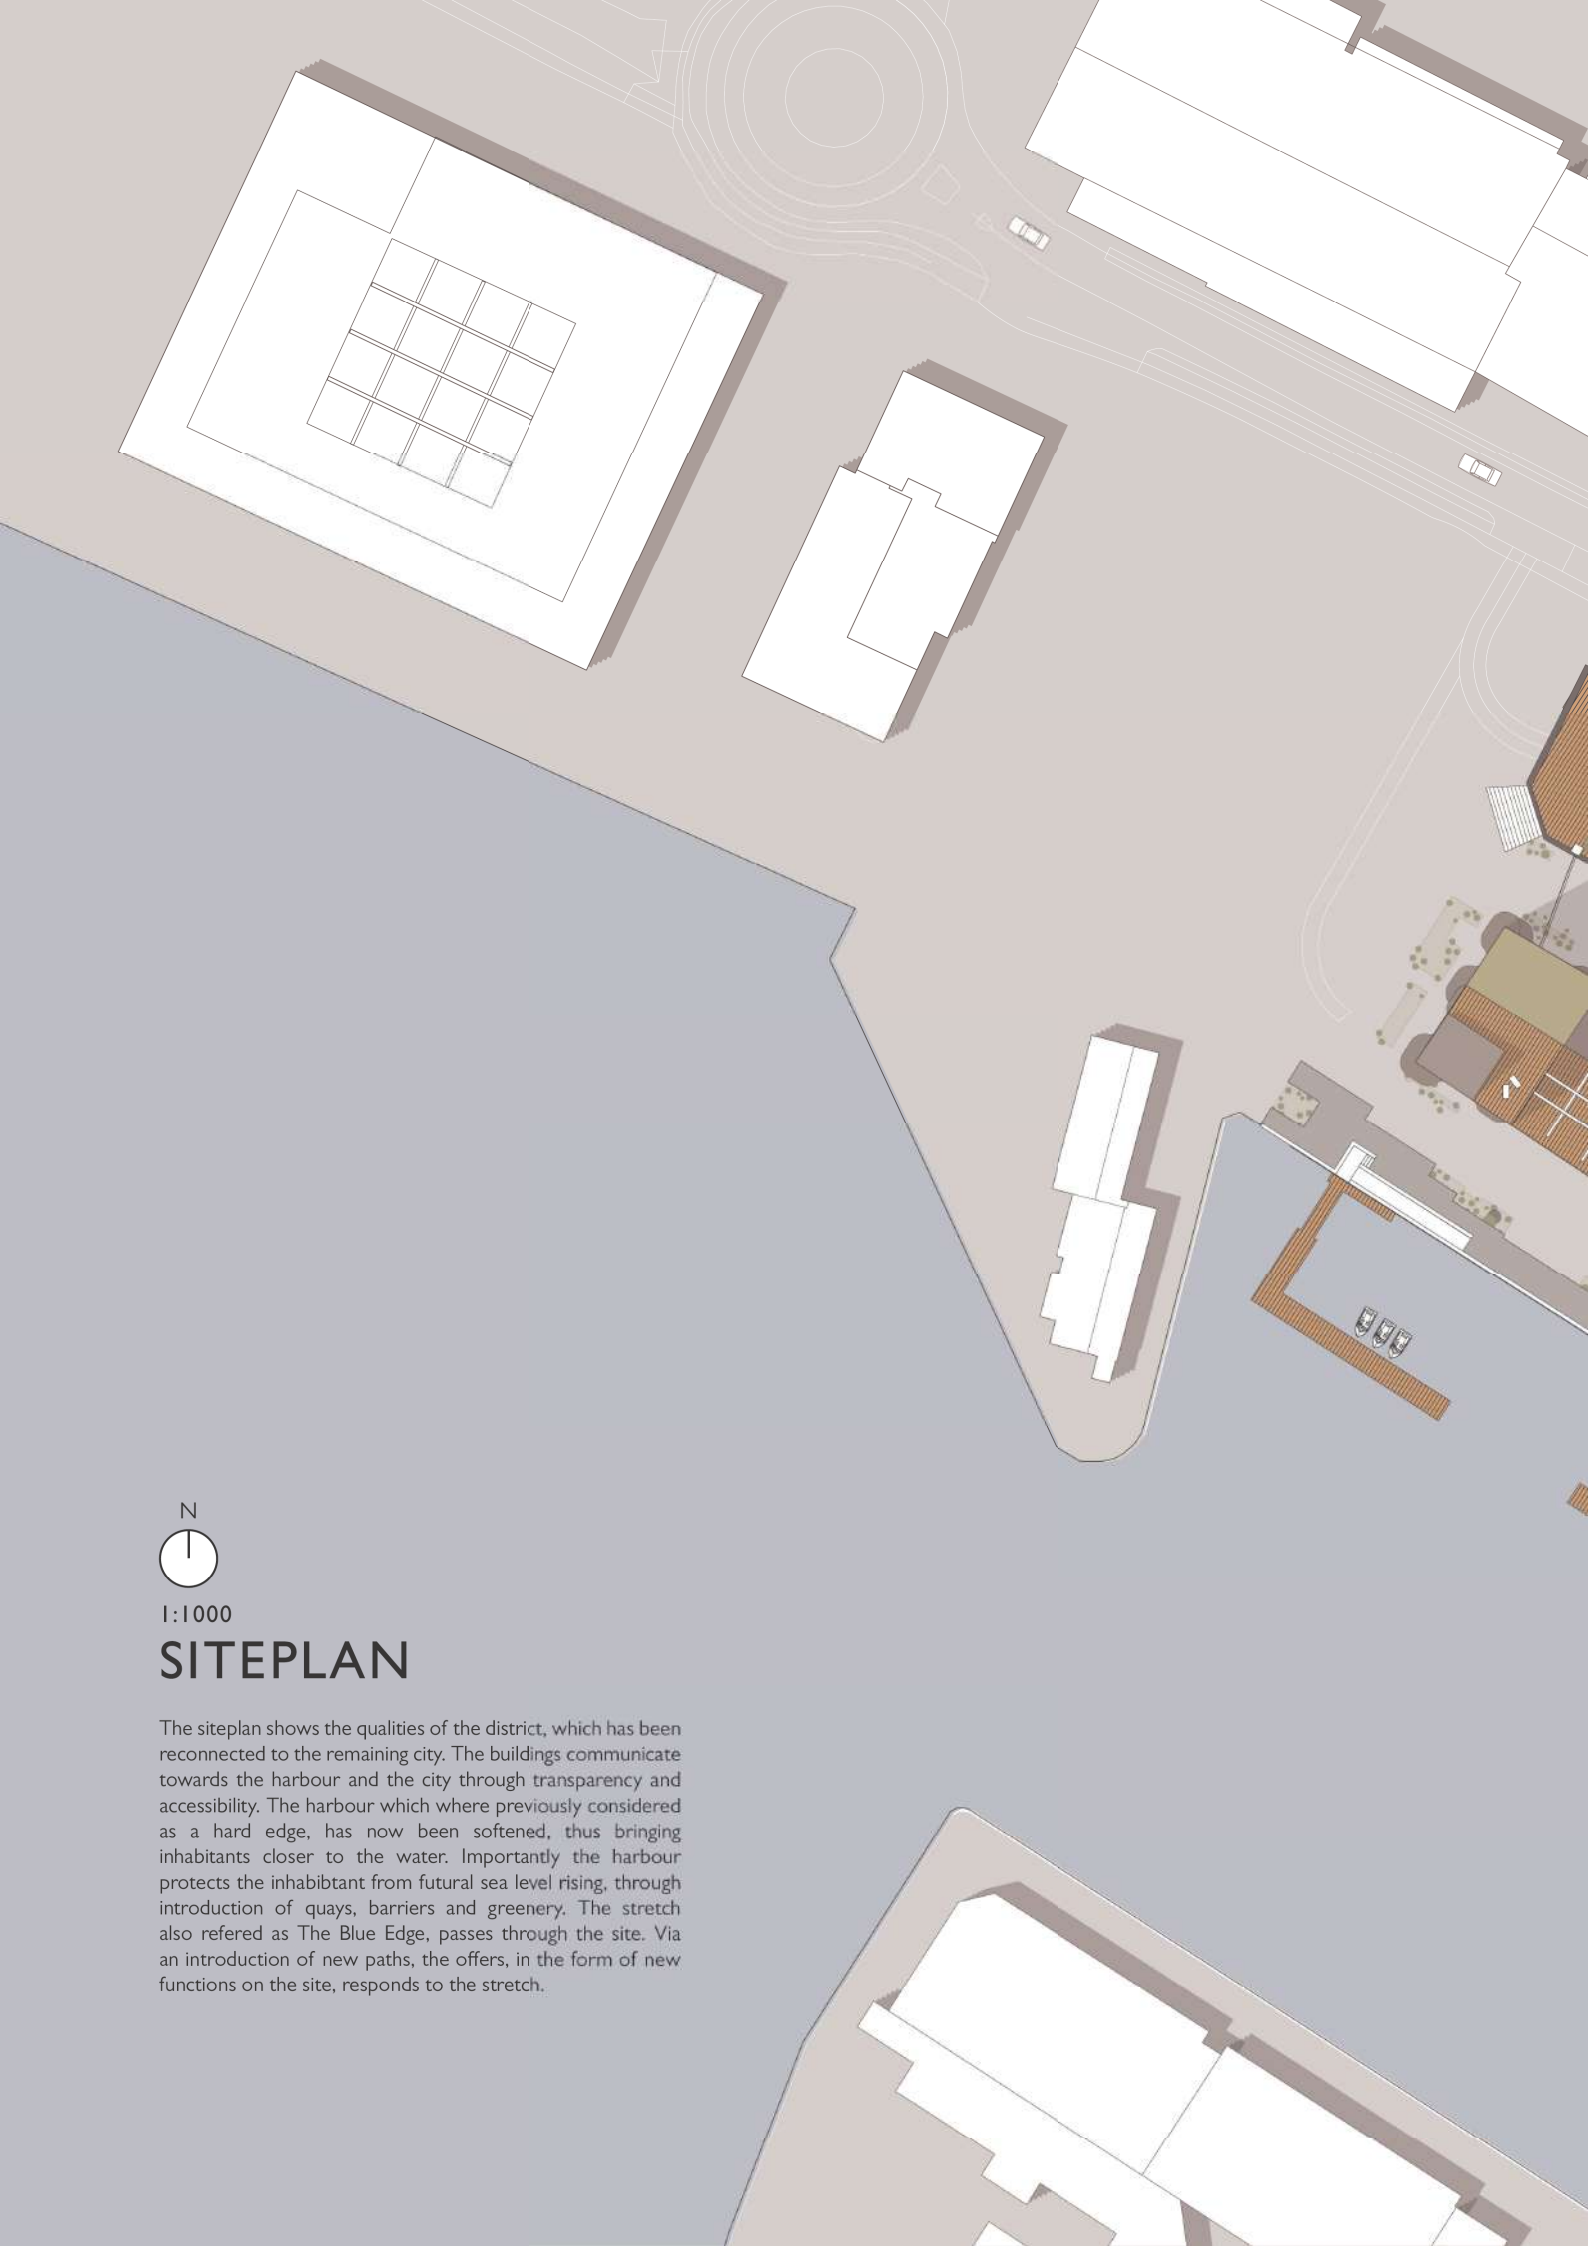 N
1:1000
SITEPLAN
The siteplan shows the qualities of the district, which has been
reconnected to the remaining city. The buildings communicate
towards the harbour and the city through transparency and
accessibility. The harbour which where previously considered
as a hard edge, has now been softened, thus bringing
inhabitants closer to the water. Importantly the harbour
protects the inhabibtant from futural sea level rising, through
introduction of quays, barriers and greenery. The stretch
also refered as The Blue Edge, passes through the site. Via
an introduction of new paths, the offers, in the form of new
functions on the site, responds to the stretch.